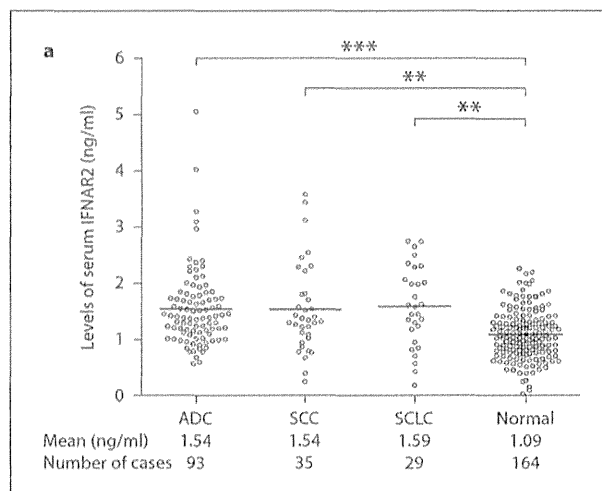 a
6
***
**
5
**
4
3
2
1
0
Levels of serum IFNAR2 (ng/ml)
ADC SCC SCLC Normal
Mean (ng/ml) 1.54 1.54 1.59 1.09
Number of cases 93 35 29 164